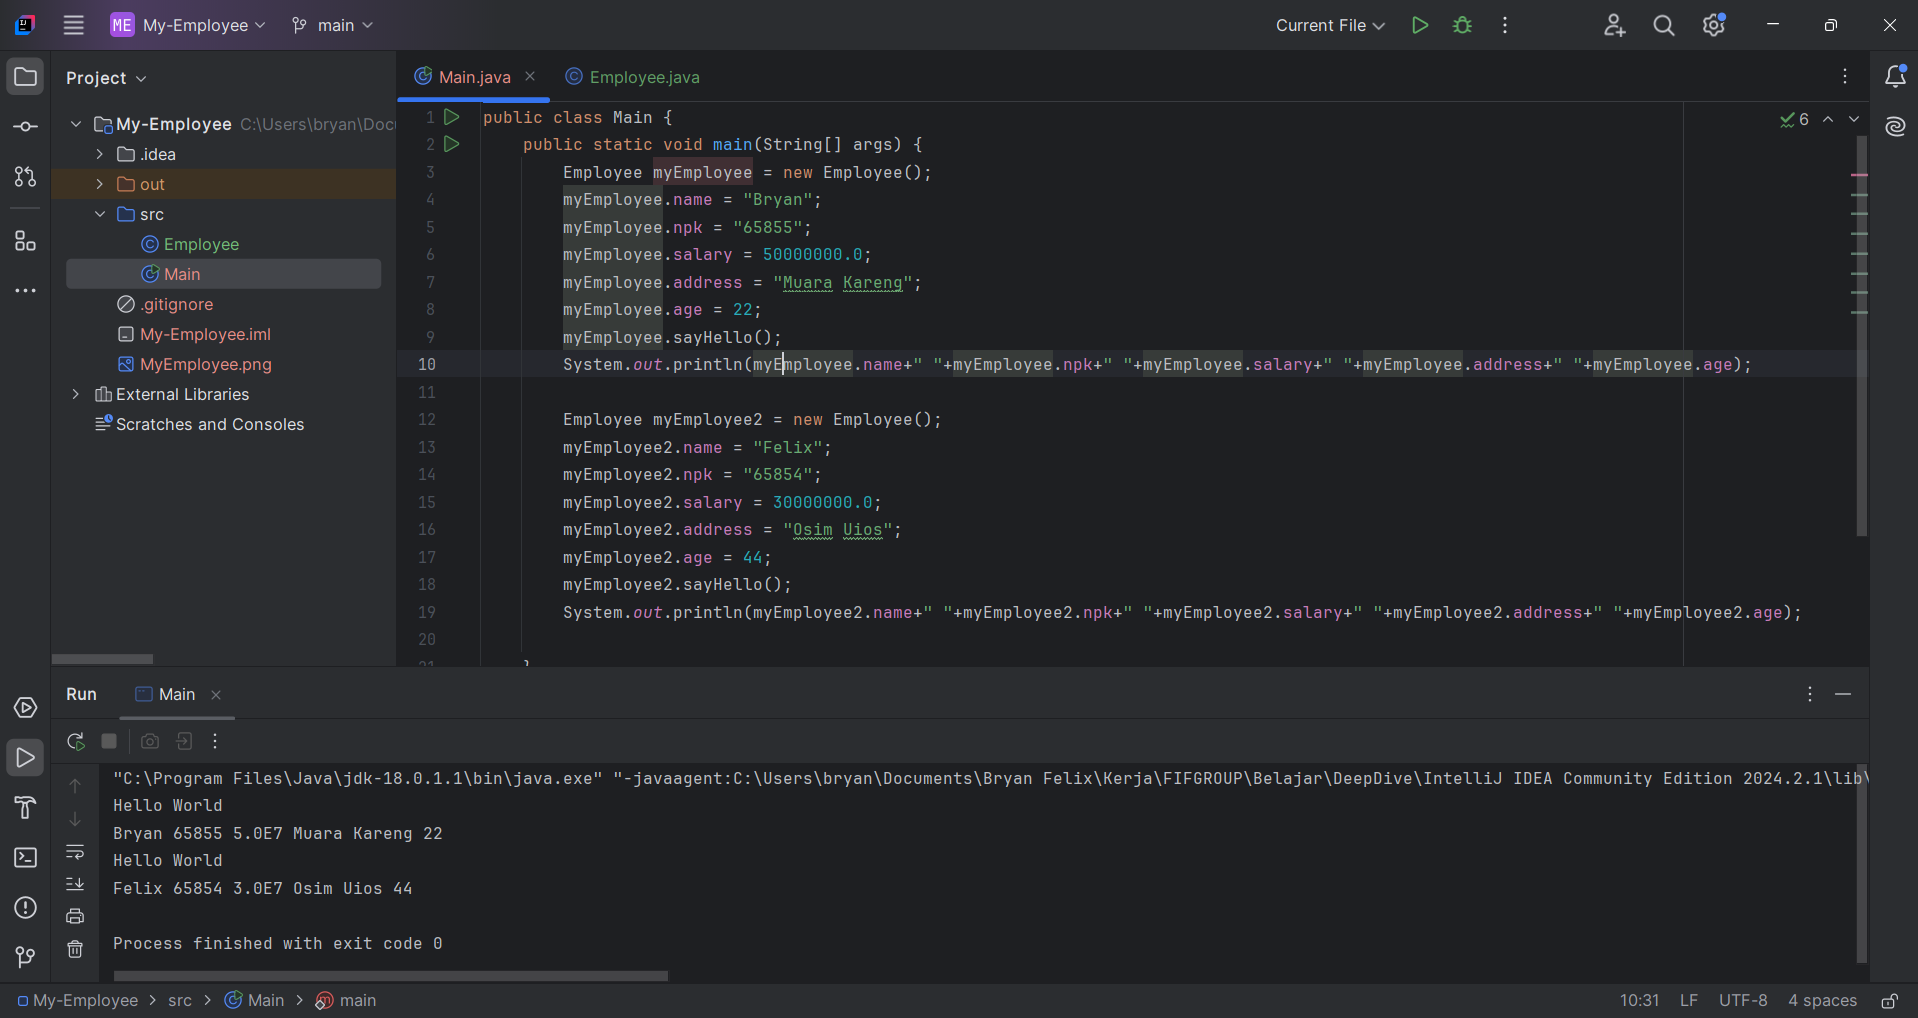 ME My-Employee main Current File
Project
Main.java Employee.java
My-Employee C:\Users\bryan\Doc
.idea
out
src
Employee
Main
.gitignore
My-Employee.iml
MyEmployee.png
External Libraries
Scratches and Consoles
6
1 public class Main {
2 public static void main(String[] args) {
3 Employee myEmployee = new Employee();
4 myEmployee.name = "Bryan";
5 myEmployee.npk = "65855";
6 myEmployee.salary = 50000000.0;
7 myEmployee.address = "Muara Kareng";
8 myEmployee.age = 22;
9 myEmployee.sayHello();
10 System.out.println(myEmployee.name+" "+myEmployee.npk+" "+myEmployee.salary+" "+myEmployee.address+" "+myEmployee.age);
11
12 Employee myEmployee2 = new Employee();
13 myEmployee2.name = "Felix";
14 myEmployee2.npk = "65854";
15 myEmployee2.salary = 30000000.0;
16 myEmployee2.address = "Osim Uios";
17 myEmployee2.age = 44;
18 myEmployee2.sayHello();
19 System.out.println(myEmployee2.name+" "+myEmployee2.npk+" "+myEmployee2.salary+" "+myEmployee2.address+" "+myEmployee2.age);
20
21 }
Run Main
"C:\Program Files\Java\jdk-18.0.1.1\bin\java.exe" "-javaagent:C:\Users\bryan\Documents\Bryan Felix\Kerja\FIFGROUP\Belajar\DeepDive\IntelliJ IDEA Community Edition 2024.2.1\lib\
Hello World
Bryan 65855 5.0E7 Muara Kareng 22
Hello World
Felix 65854 3.0E7 Osim Uios 44
Process finished with exit code 0
My-Employee > src > Main > main 10:31 LF UTF-8 4 spaces